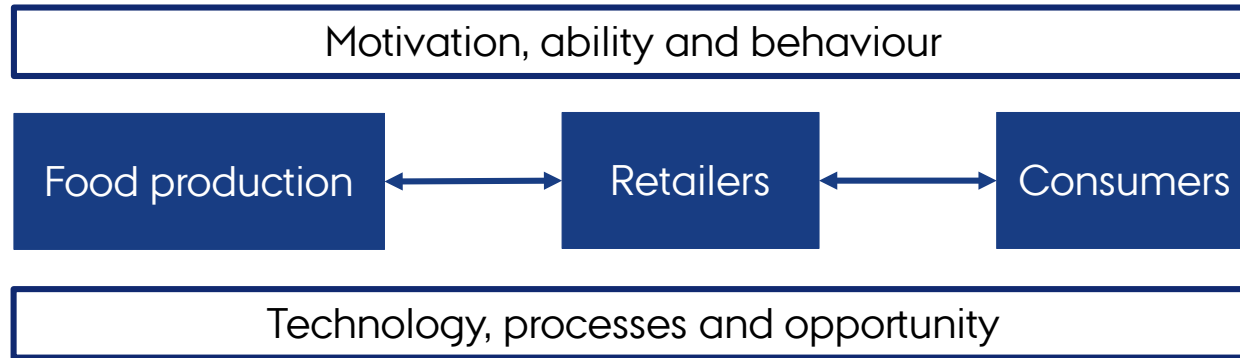 Motivation, ability and behaviour
Food production
Retailers
Consumers
Technology, processes and opportunity